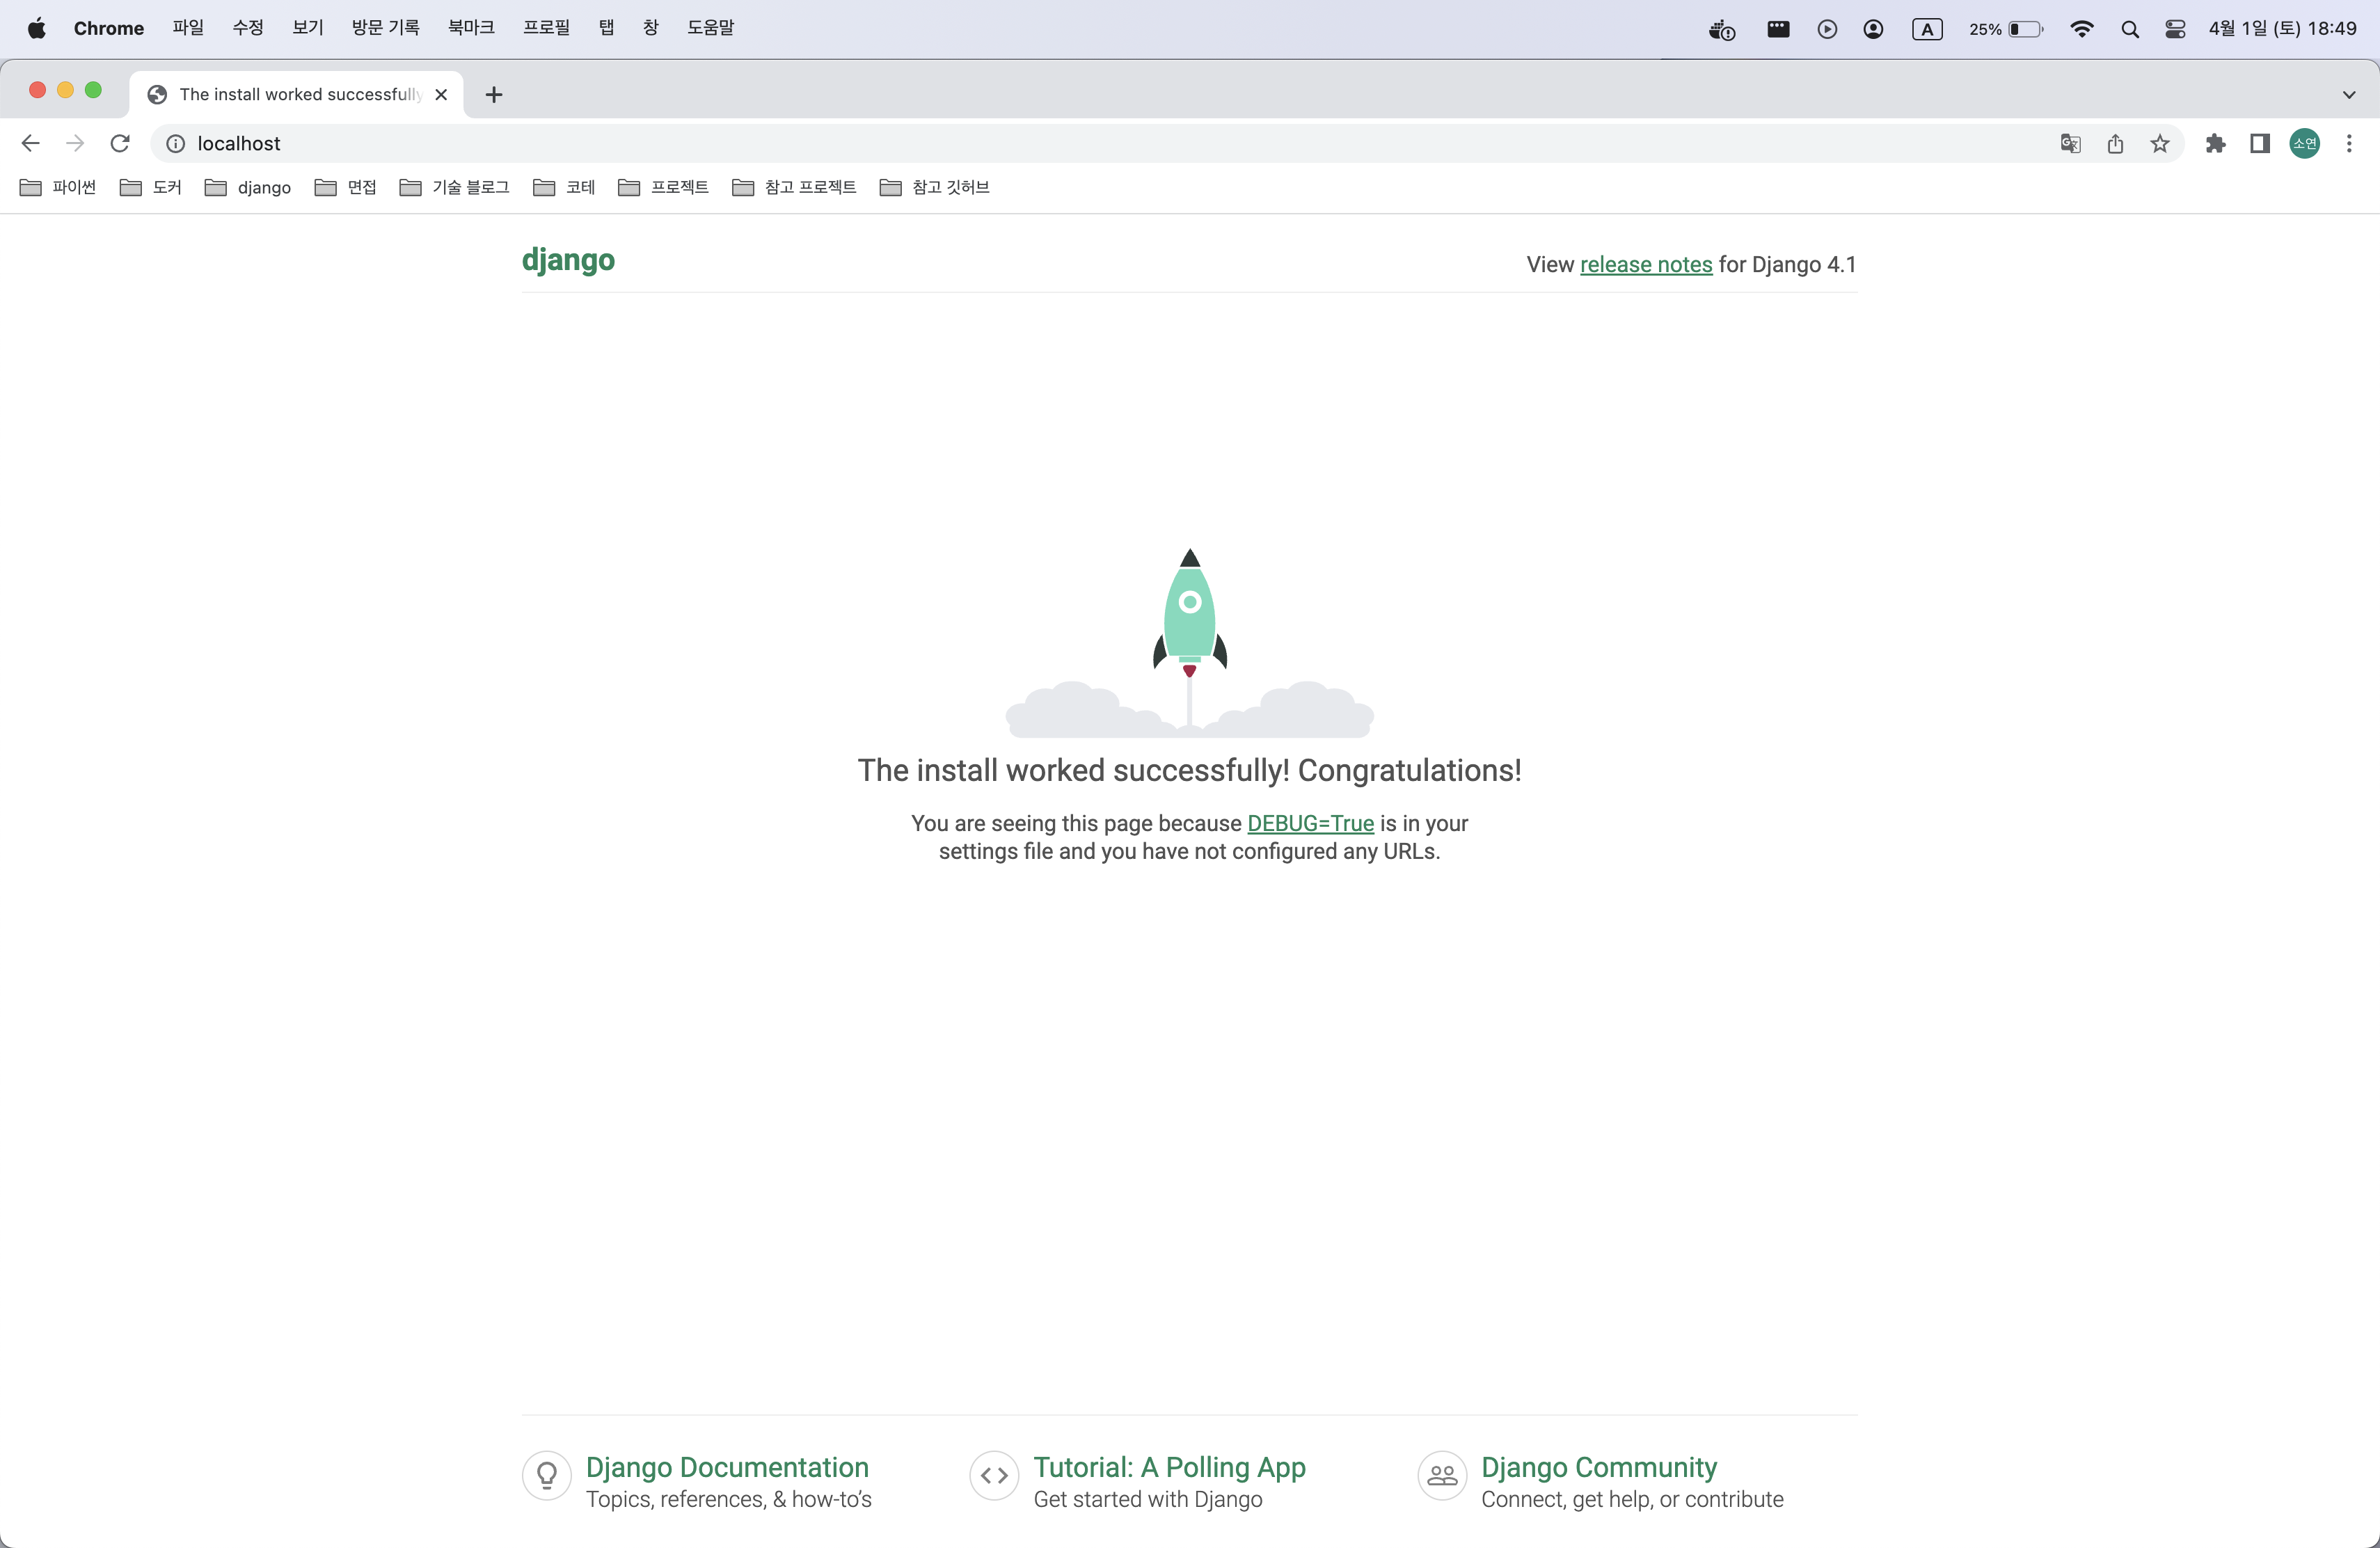 Chrome 파일 수정 보기 방문 기록 북마크 프로필 탭 창 도움말 A 25% 4월 1일 (토) 18:49
The install worked successfully
localhost 소연
파이썬 도커 django 면접 기술 블로그 코테 프로젝트 참고 프로젝트 참고 깃허브
django View release notes for Django 4.1
The install worked successfully! Congratulations!
You are seeing this page because DEBUG=True is in your
settings file and you have not configured any URLs.
Django Documentation Tutorial: A Polling App Django Community
Topics, references, & how-to’s Get started with Django Connect, get help, or contribute